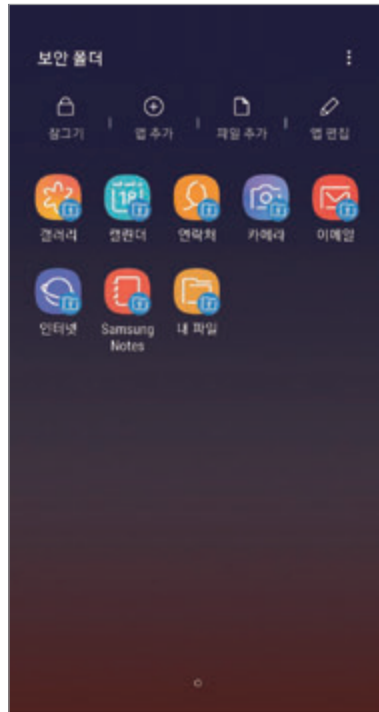 보안 폴더
잠그기
앱 추가
파일 추가
앱 편집
갤러리
18
캘린더
연락처
카메라
이메일
인터넷
Samsung
Notes
내 파일